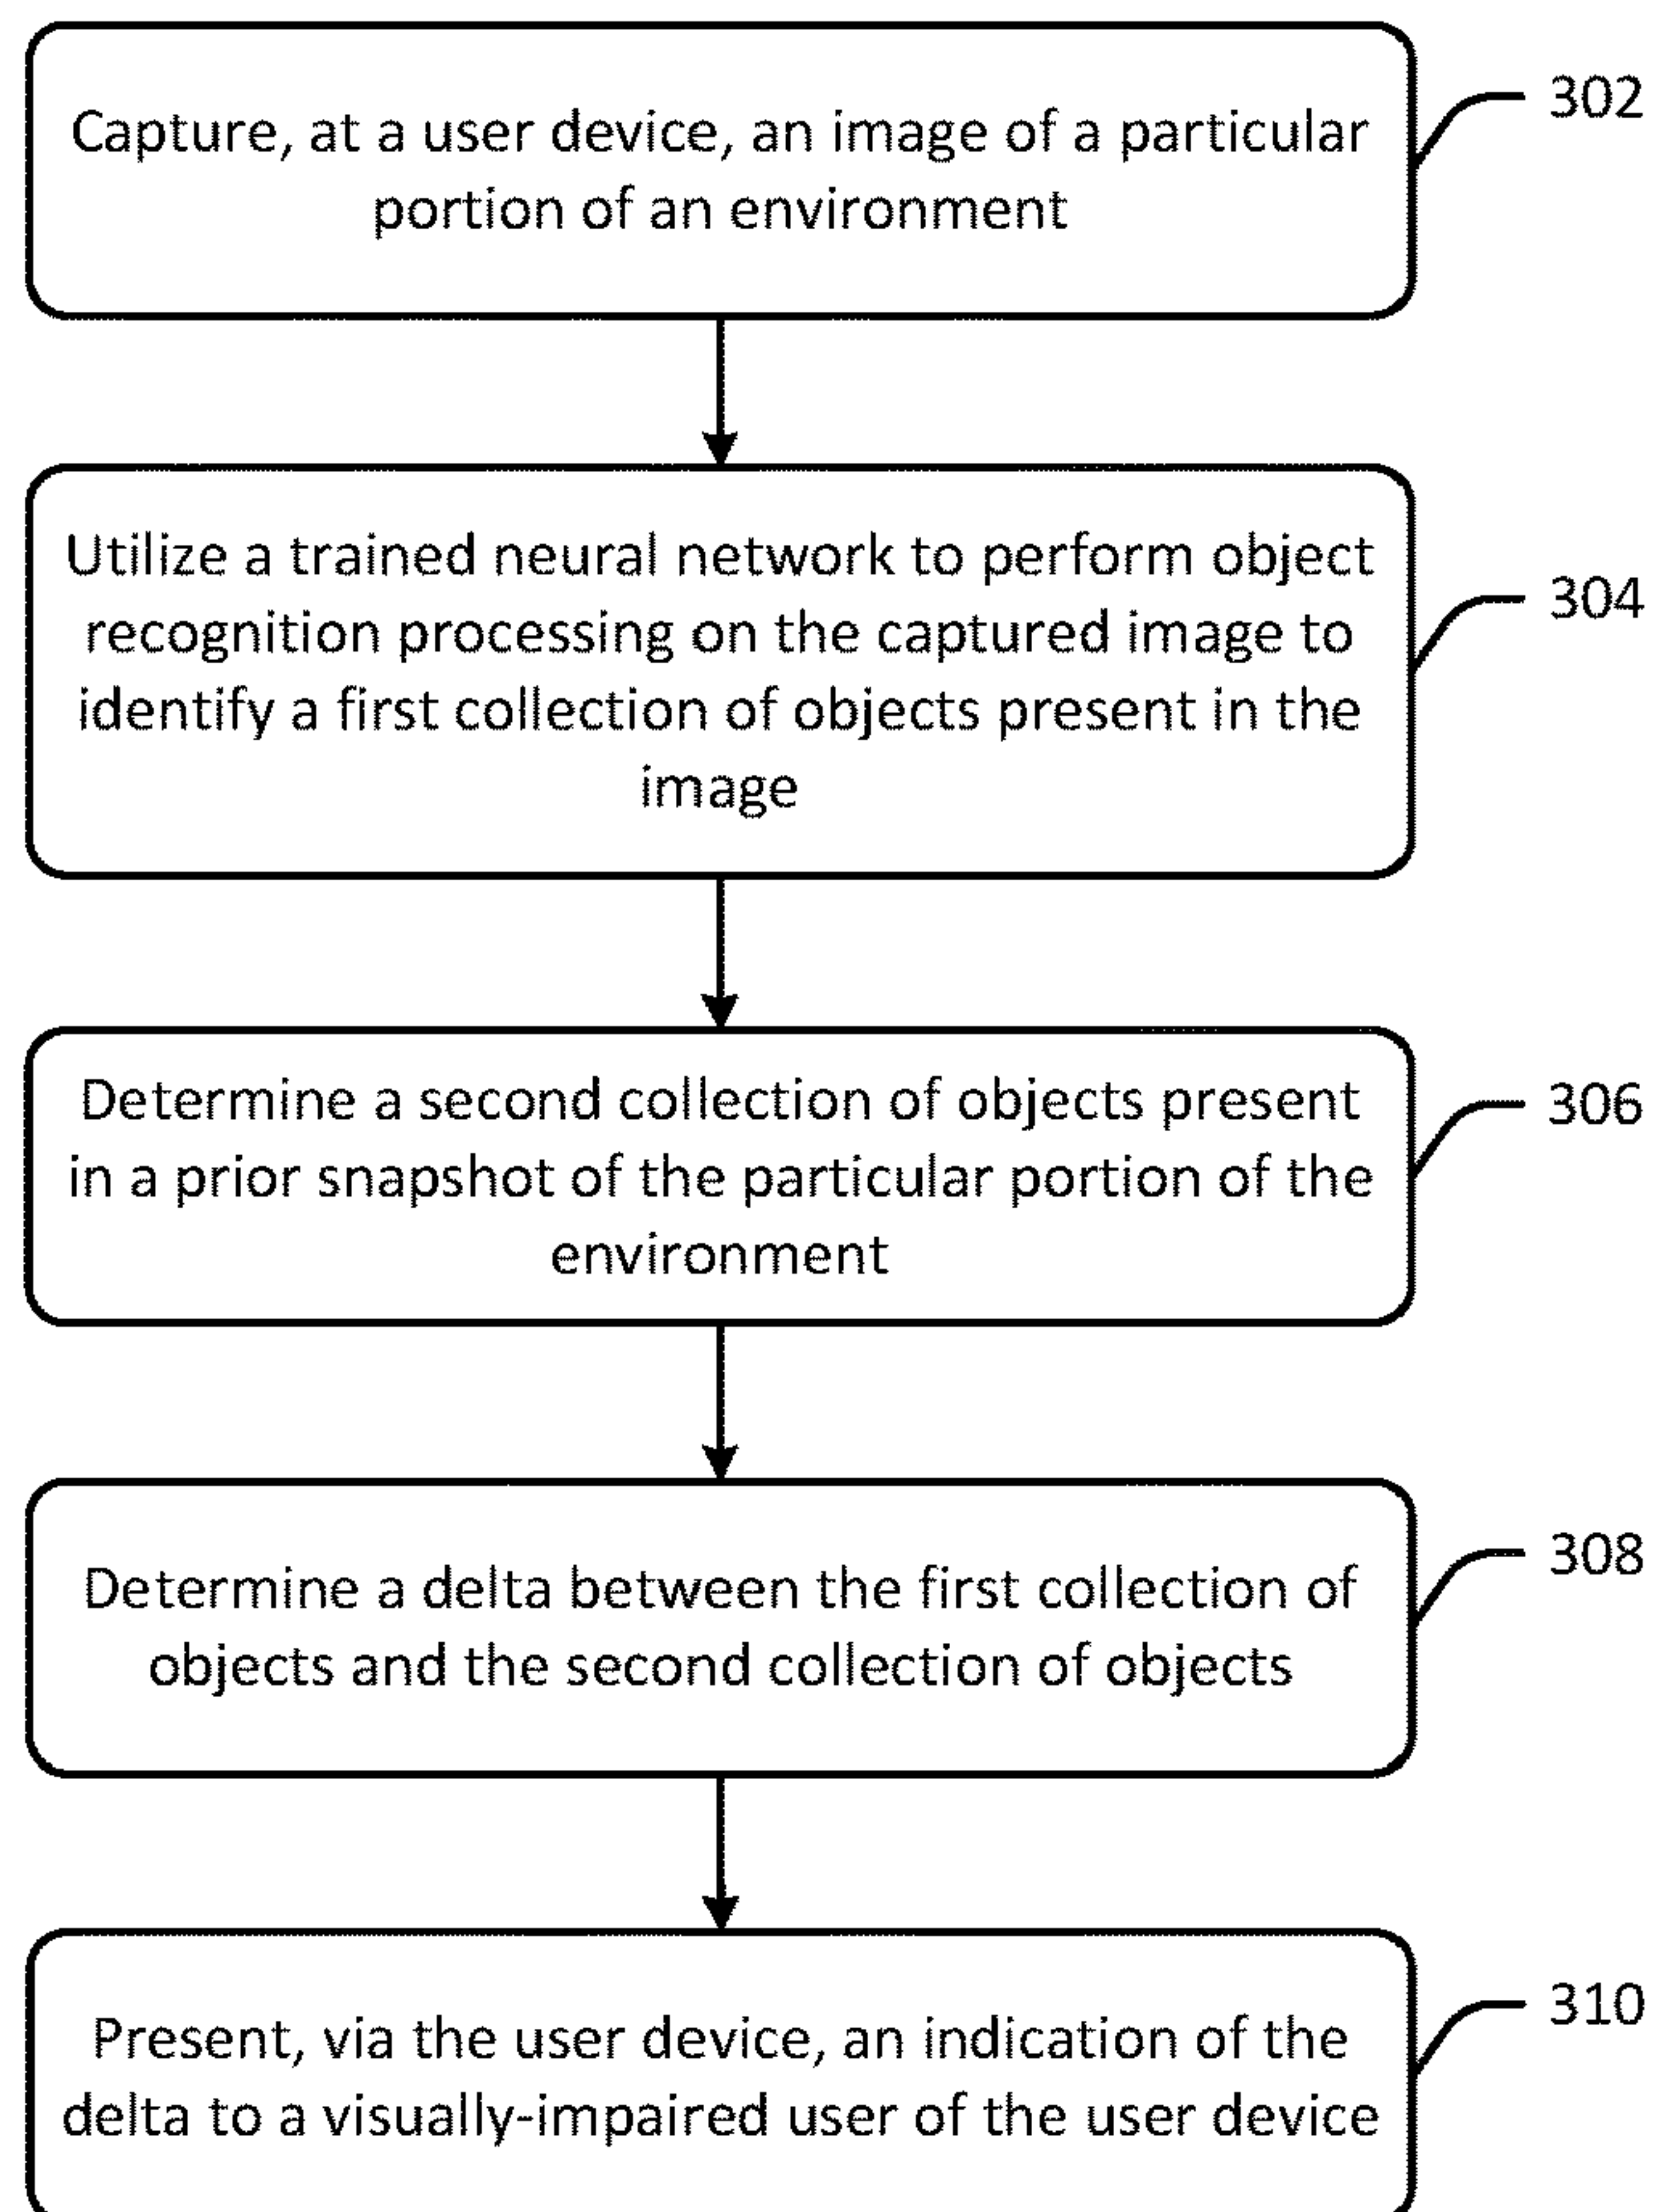 Capture, at a user device, an image of a particular
portion of an environment
302
Utilize a trained neural network to perform object
recognition processing on the captured image to
identify a first collection of objects present in the
image
304
Determine a second collection of objects present
in a prior snapshot of the particular portion of the
environment
306
Determine a delta between the first collection of
objects and the second collection of objects
308
Present, via the user device, an indication of the
delta to a visually-impaired user of the user device
310